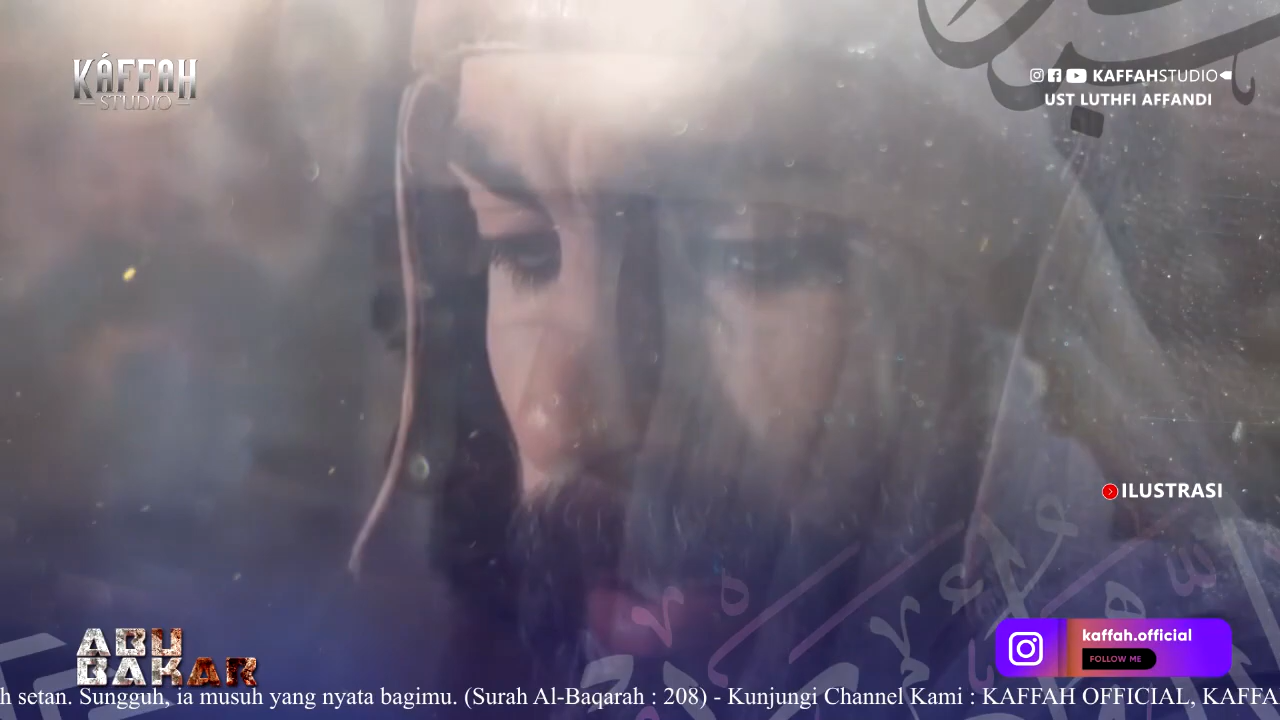 KÁFFAH
STUDIO
KAFFAHSTUDIO
UST LUTHFI AFFANDI
ILUSTRASI
kaffah.official
FOLLOW ME
ABU
BAKAR
h setan. Sungguh, ia musuh yang nyata bagimu. (Surah Al-Baqarah : 208) - Kunjungi Channel Kami : KAFFAH OFFICIAL, KAFFA